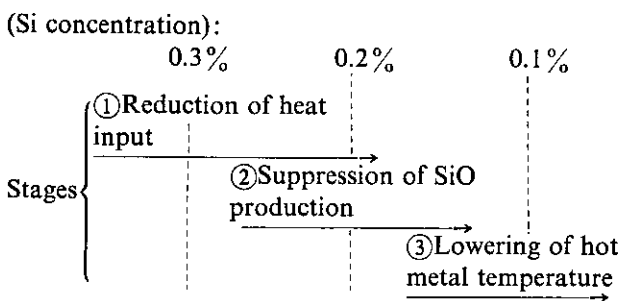 (Si concentration):
0.3% 0.2% 0.1%
①Reduction of heat
input
Stages
②Suppression of SiO
production
③Lowering of hot
metal temperature